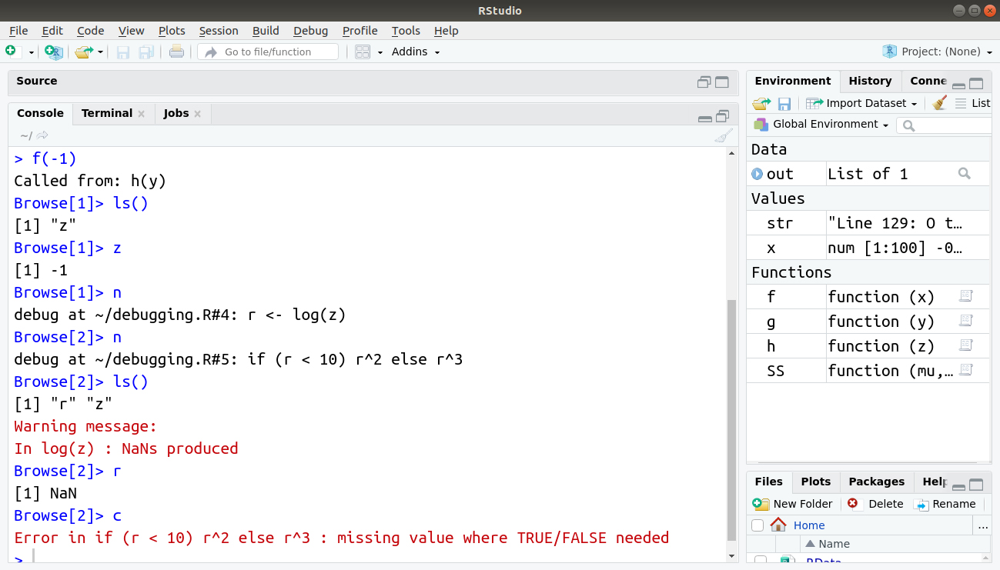 RStudio
File Edit Code View Plots Session Build Debug Profile Tools Help
Go to file/function
Addins
Project: (None)
Source
Console Terminal Jobs
~/
> f(-1)
Called from: h(y)
Browse[1]> ls()
[1] "z"
Browse[1]> z
[1] -1
Browse[1]> n
debug at ~/debugging.R#4: r <- log(z)
Browse[2]> n
debug at ~/debugging.R#5: if (r < 10) r^2 else r^3
Browse[2]> ls()
[1] "r" "z"
Warning message:
In log(z) : NaNs produced
Browse[2]> r
[1] NaN
Browse[2]> c
Error in if (r < 10) r^2 else r^3 : missing value where TRUE/FALSE needed
>
Environment History Conne
Import Dataset List
Global Environment
Data
out List of 1
Values
str "Line 129: O t…
x num [1:100] -0…
Functions
f function (x)
g function (y)
h function (z)
SS function (mu,…
Files Plots Packages Help
New Folder Delete Rename
Home ...
Name
RData